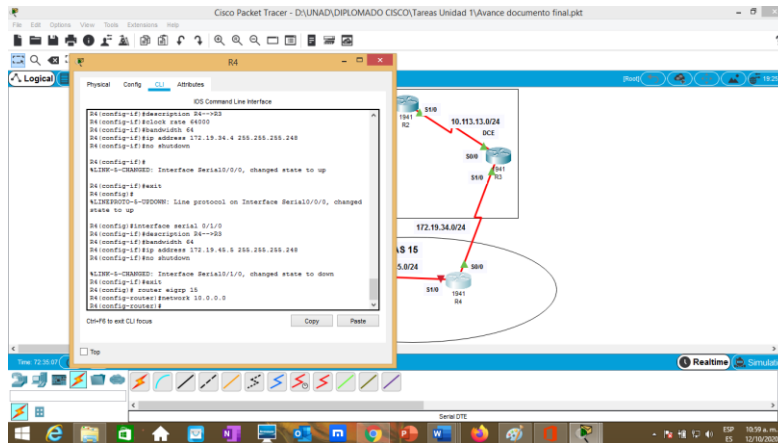 Cisco Packet Tracer - D:\UNAD\DIPLOMADO CISCO\Tareas Unidad 1\Avance documento final.pkt
File Edit Options View Tools Extensions Help
Logical
[Root]
19:25
R4
Physical Config CLI Attributes
IOS Command Line Interface
R4(config-if)#description R4-->R3
R4(config-if)#clock rate 64000
R4(config-if)#bandwidth 64
R4(config-if)#ip address 172.19.34.4 255.255.255.248
R4(config-if)#no shutdown
R4(config-if)#
%LINK-5-CHANGED: Interface Serial0/0/0, changed state to up
R4(config-if)#exit
R4(config)#
%LINEPROTO-5-UPDOWN: Line protocol on Interface Serial0/0/0, changed
state to up
R4(config)#interface serial 0/1/0
R4(config-if)#description R4-->R3
R4(config-if)#bandwidth 64
R4(config-if)#ip address 172.19.45.5 255.255.255.248
R4(config-if)#no shutdown
%LINK-5-CHANGED: Interface Serial0/1/0, changed state to down
R4(config-if)#exit
R4(config)# router eigrp 15
R4(config-router)#network 10.0.0.0
R4(config-router)#
Ctrl+F6 to exit CLI focus
Copy Paste
Top
S1/0
1941
R2
10.113.13.0/24
DCE
S0/0
1941
R3
S1/0
172.19.34.0/24
AS 15
5.0/24
S0/0
S1/0
1941
R4
Time: 72:35:07
Realtime
Simulati
Serial DTE
ESP
ES
10:59 a. m.
12/10/20